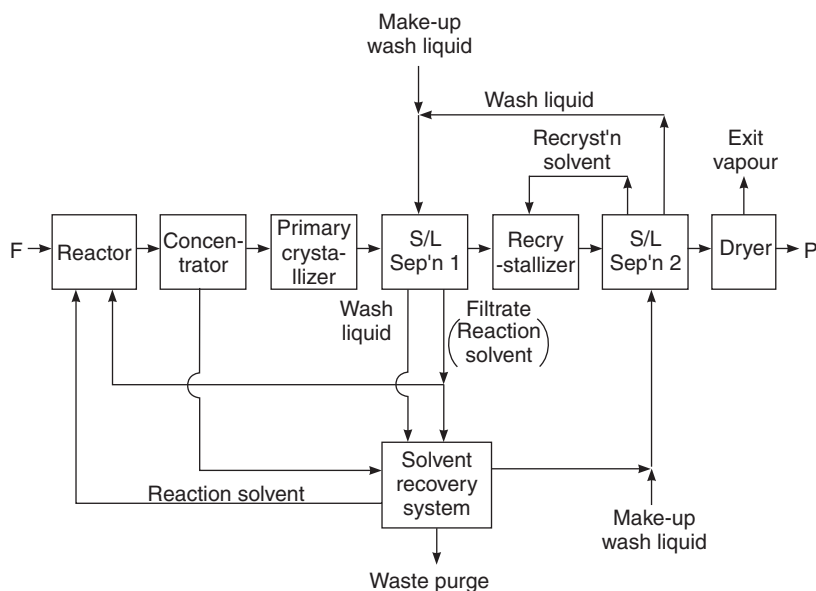 Make-up
wash liquid
Wash liquid
Recryst'n
solvent
Exit
vapour
F
Reactor
Concen-
trator
Primary
crysta-
llizer
S/L
Sep'n 1
Recry
-stallizer
S/L
Sep'n 2
Dryer
P
Wash
liquid
(Filtrate
Reaction
solvent)
Solvent
recovery
system
Reaction solvent
Make-up
wash liquid
Waste purge